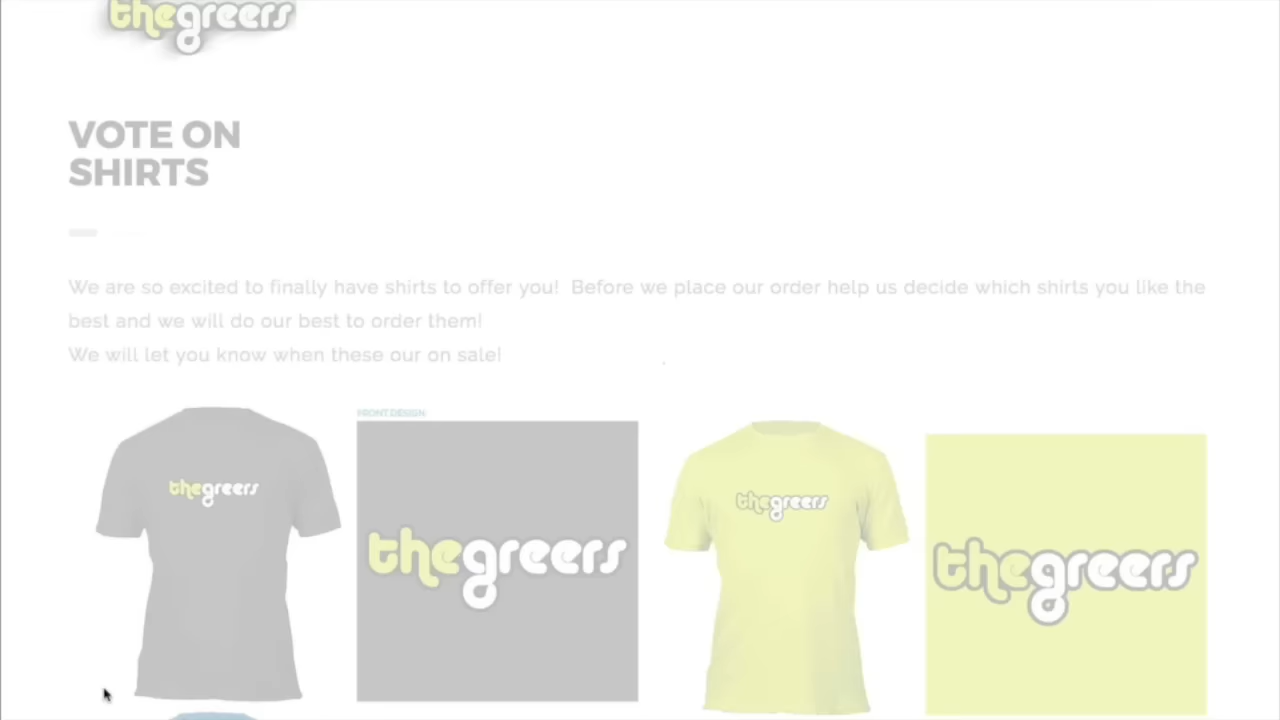 thegreers
VOTE ON
SHIRTS
We are so excited to finally have shirts to offer you!  Before we place our order help us decide which shirts you like the
best and we will do our best to order them!
We will let you know when these our on sale!
FRONT DESIGN
thegreers
thegreers
thegreers
thegreers